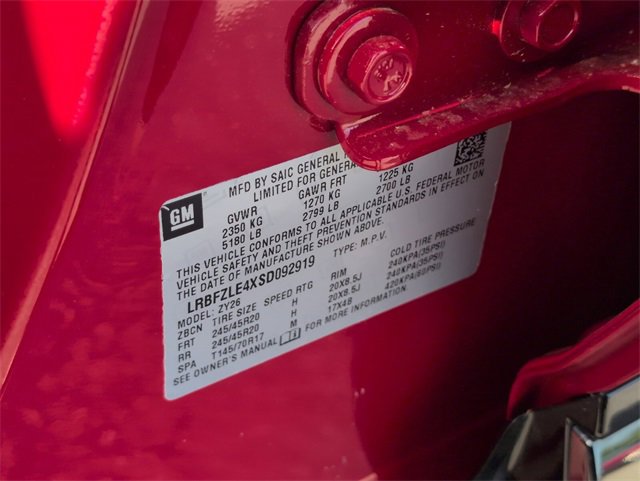 GM
MFD BY SAIC GENERAL
LIMITED FOR GENERAL
GVWR GAWR FRT
2350 KG 1270 KG 1225 KG
5180 LB 2799 LB 2700 LB
THIS VEHICLE CONFORMS TO ALL APPLICABLE U.S. FEDERAL MOTOR
VEHICLE SAFETY AND THEFT PREVENTION STANDARDS IN EFFECT ON
THE DATE OF MANUFACTURE SHOWN ABOVE.
LRBFZLE4XSD092919 TYPE: M.P.V.
MODEL: ZY26
ZBCN TIRE SIZE SPEED RTG RIM COLD TIRE PRESSURE
FRT 245/45R20 H 20X8.5J 240KPA(35PSI)
RR 245/45R20 H 20X8.5J 240KPA(35PSI)
SPA T145/70R17 M 17X4B 420KPA(60PSI)
SEE OWNER'S MANUAL FOR MORE INFORMATION.